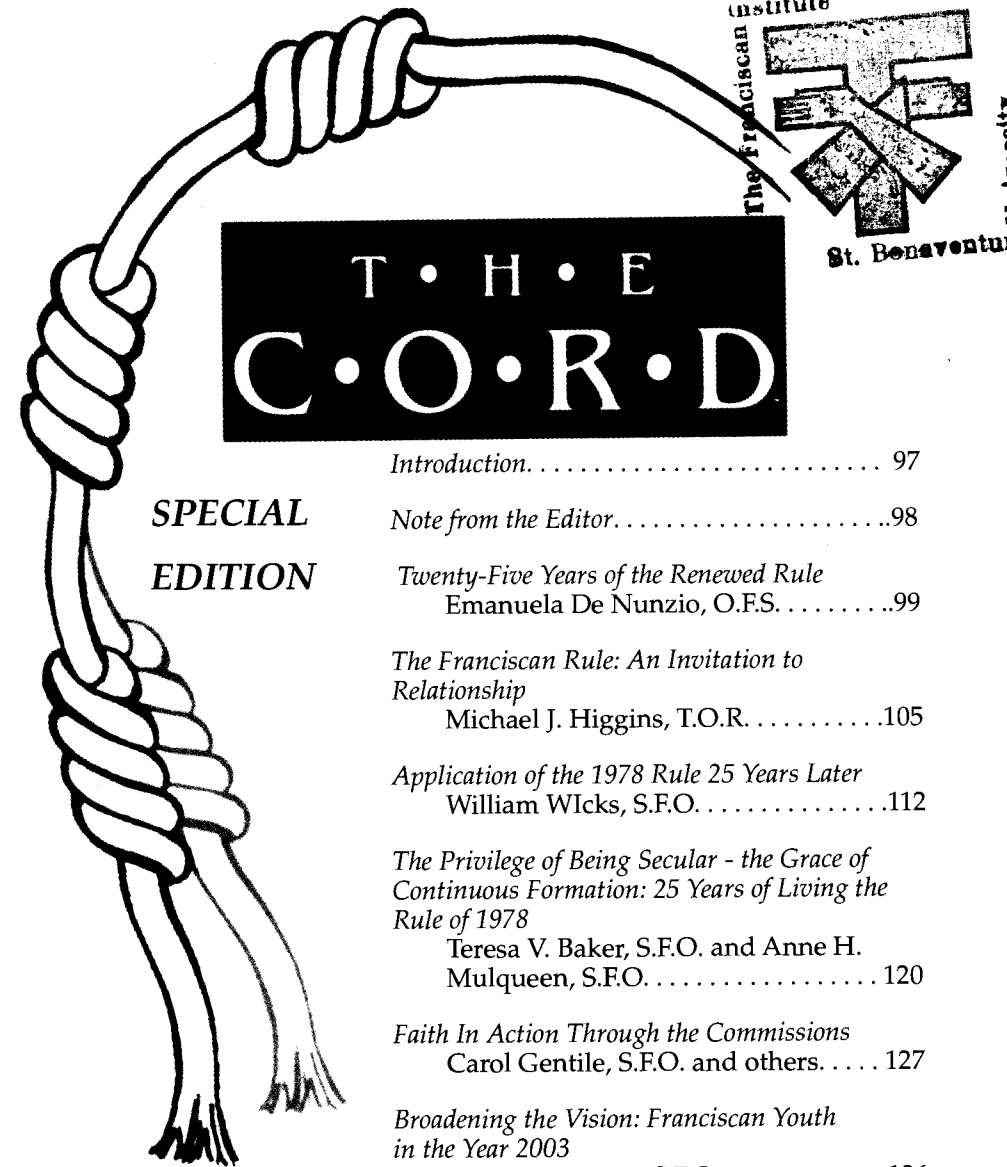 Institute
The Franciscan
St. Bonaventu
T • H • E
C • O • R • D
SPECIAL
EDITION
Introduction. . . . . . . . . . . . . . . . . . . . . . . . . . . 97
Note from the Editor. . . . . . . . . . . . . . . . . . . . ..98
Twenty-Five Years of the Renewed Rule
Emanuela De Nunzio, O.F.S. . . . . . . . ..99
The Franciscan Rule: An Invitation to
Relationship
Michael J. Higgins, T.O.R. . . . . . . . . . .105
Application of the 1978 Rule 25 Years Later
William WIcks, S.F.O. . . . . . . . . . . . . . .112
The Privilege of Being Secular - the Grace of
Continuous Formation: 25 Years of Living the
Rule of 1978
Teresa V. Baker, S.F.O. and Anne H.
Mulqueen, S.F.O. . . . . . . . . . . . . . . . . . 120
Faith In Action Through the Commissions
Carol Gentile, S.F.O. and others. . . . . 127
Broadening the Vision: Franciscan Youth
in the Year 2003